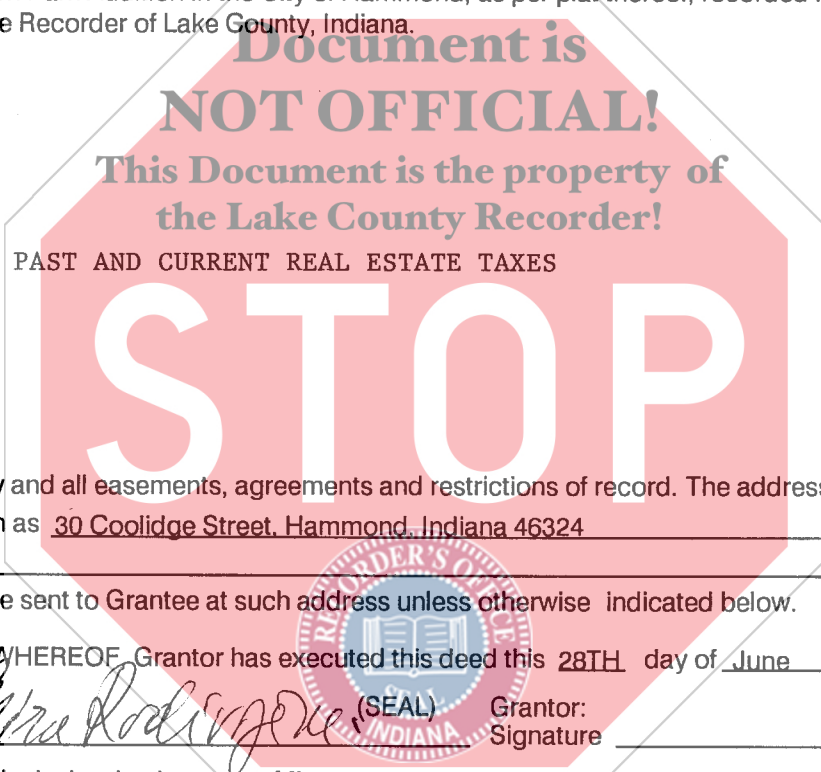 e Recorder of Lake County, Indiana.
Document is
NOT OFFICIAL!
This Document is the property of
the Lake County Recorder!
PAST AND CURRENT REAL ESTATE TAXES
STOP
and all easements, agreements and restrictions of record. The address
as 30 Coolidge Street, Hammond, Indiana 46324
e sent to Grantee at such address unless otherwise indicated below.
WHEREOF, Grantor has executed this deed this 28TH day of June
(SEAL) Grantor:
Signature
RECORDER'S OFFICE
SEAL
INDIANA